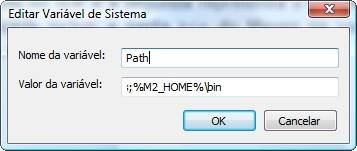 Editar Variável de Sistema
Nome da variável: Path
Valor da variável: ;;%M2_HOME%\bin
OK Cancelar